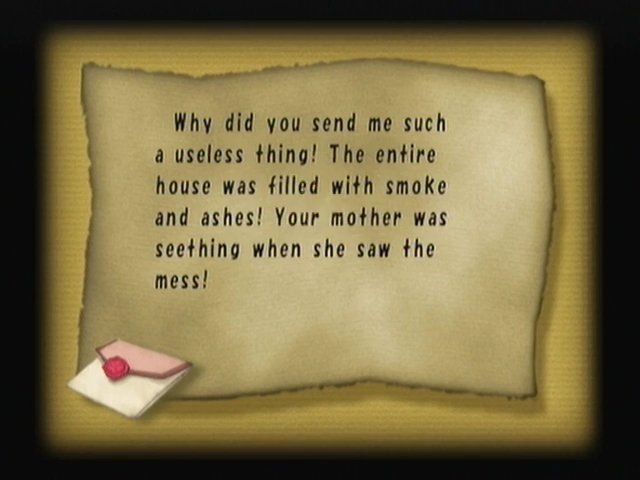 Why did you send me such
a useless thing! The entire
house was filled with smoke
and ashes! Your mother was
seething when she saw the
mess!